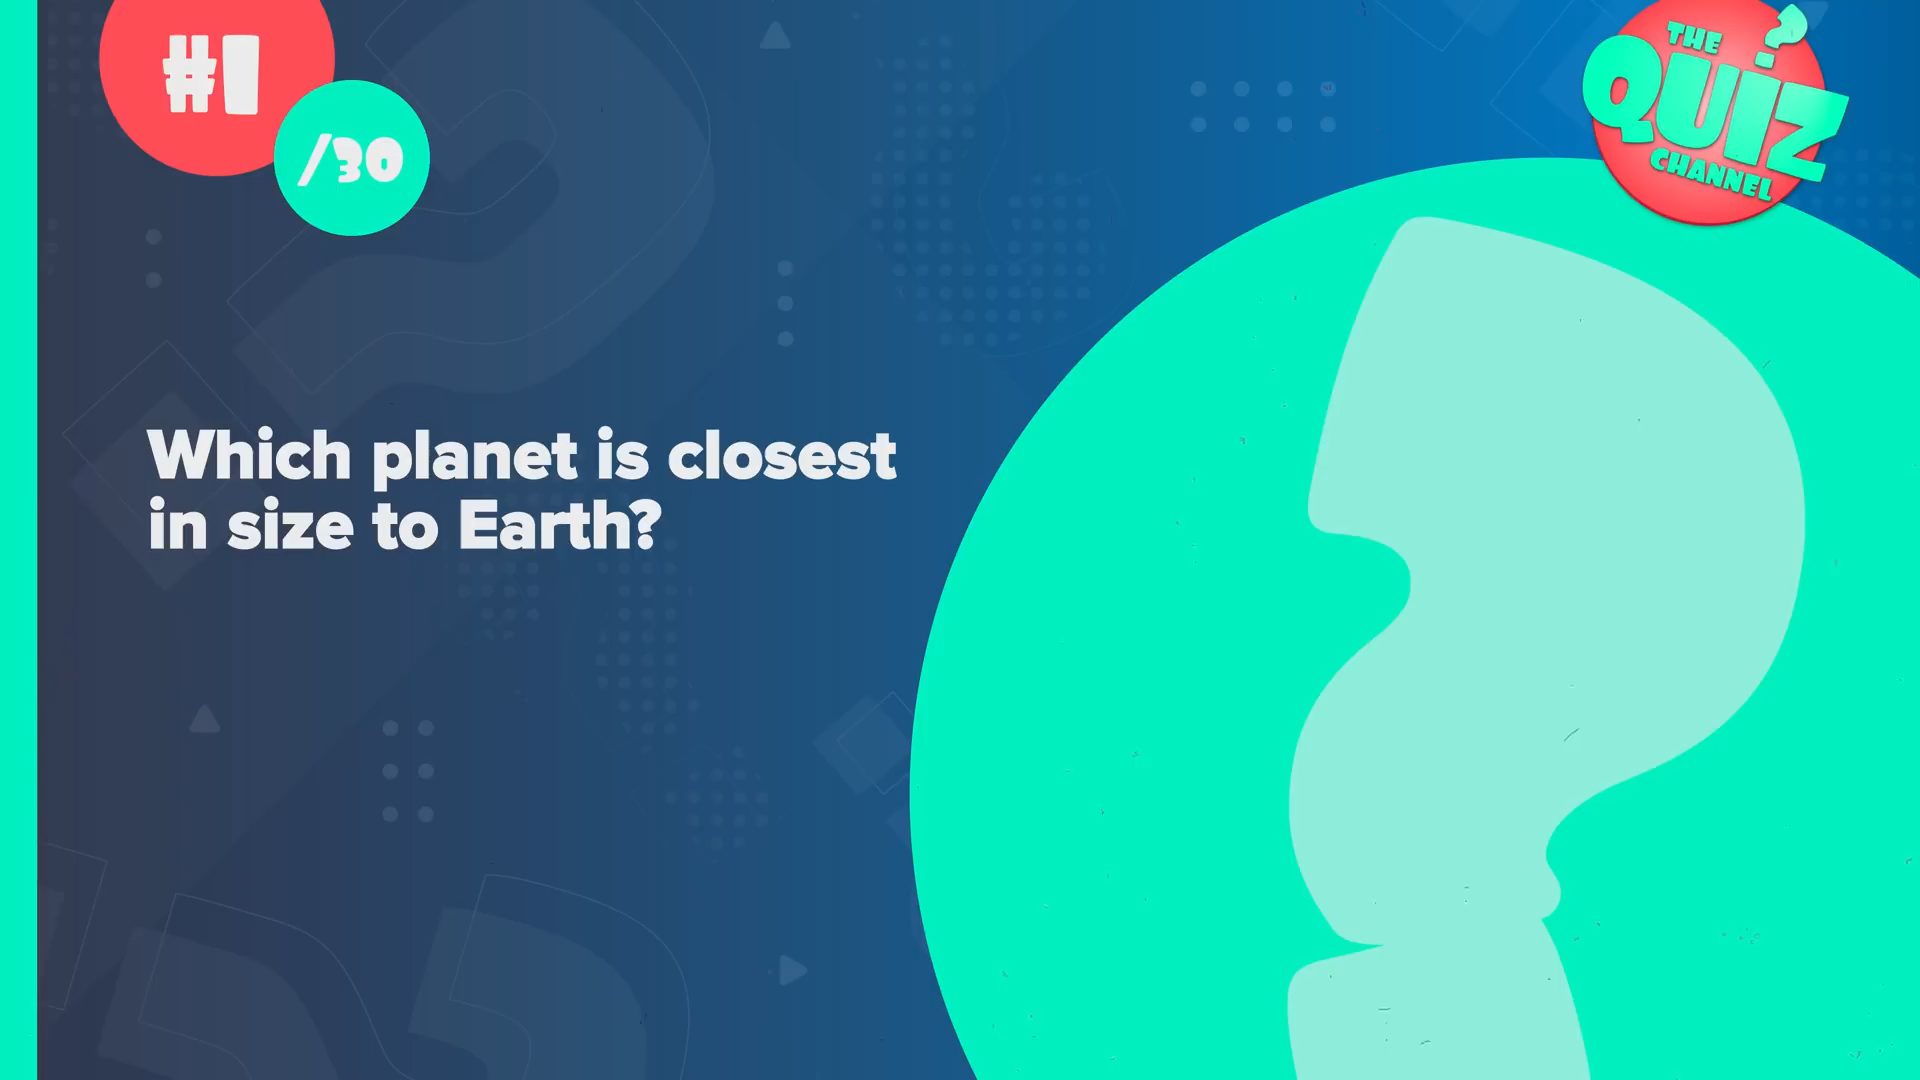 #1
/30
THE
QUIZ
CHANNEL
Which planet is closest
in size to Earth?